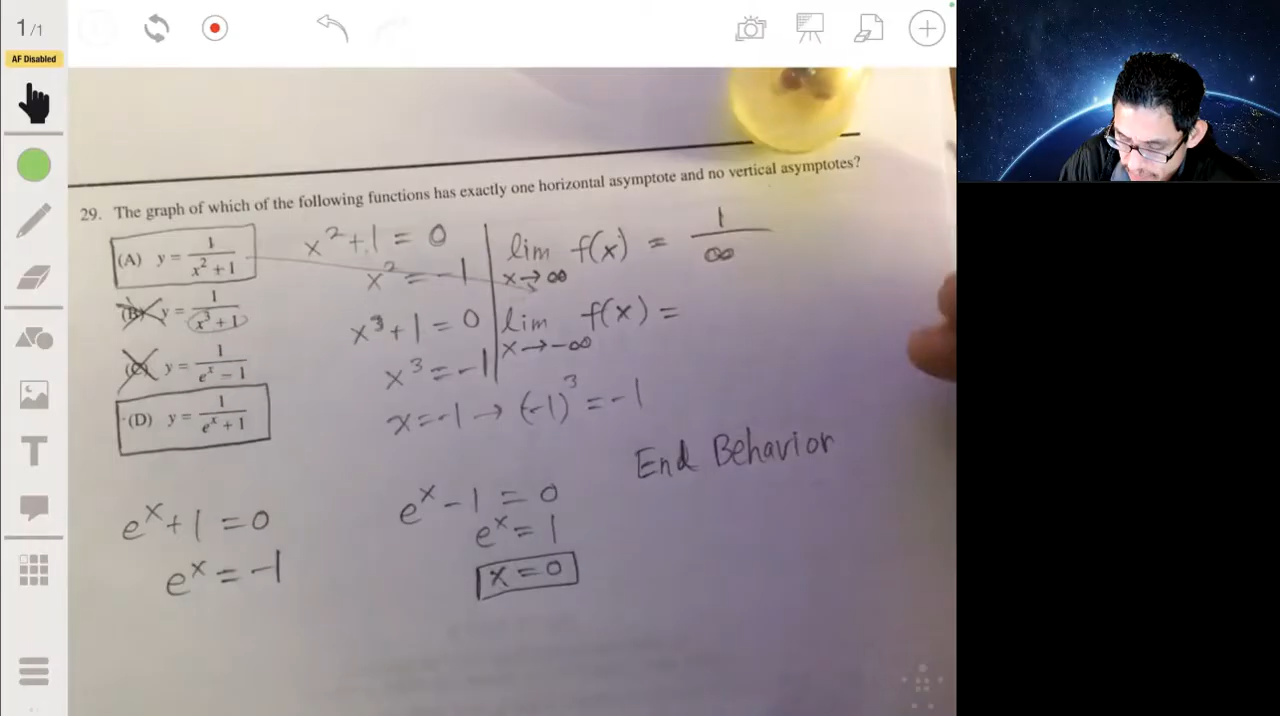 1/1
AF Disabled
T
29. The graph of which of the following functions has exactly one horizontal asymptote and no vertical asymptotes?
(A) y = 1/(x² + 1)
(B) y = 1/(x³ + 1)
(C) y = 1/(eˣ − 1)
(D) y = 1/(eˣ + 1)
x² + 1 = 0
x² = −1
x³ + 1 = 0
x³ = −1
x = −1 → (−1)³ = −1
lim x→∞ f(x) = 1/∞
lim x→−∞ f(x) =
End Behavior
eˣ + 1 = 0
eˣ = −1
eˣ − 1 = 0
eˣ = 1
x = 0